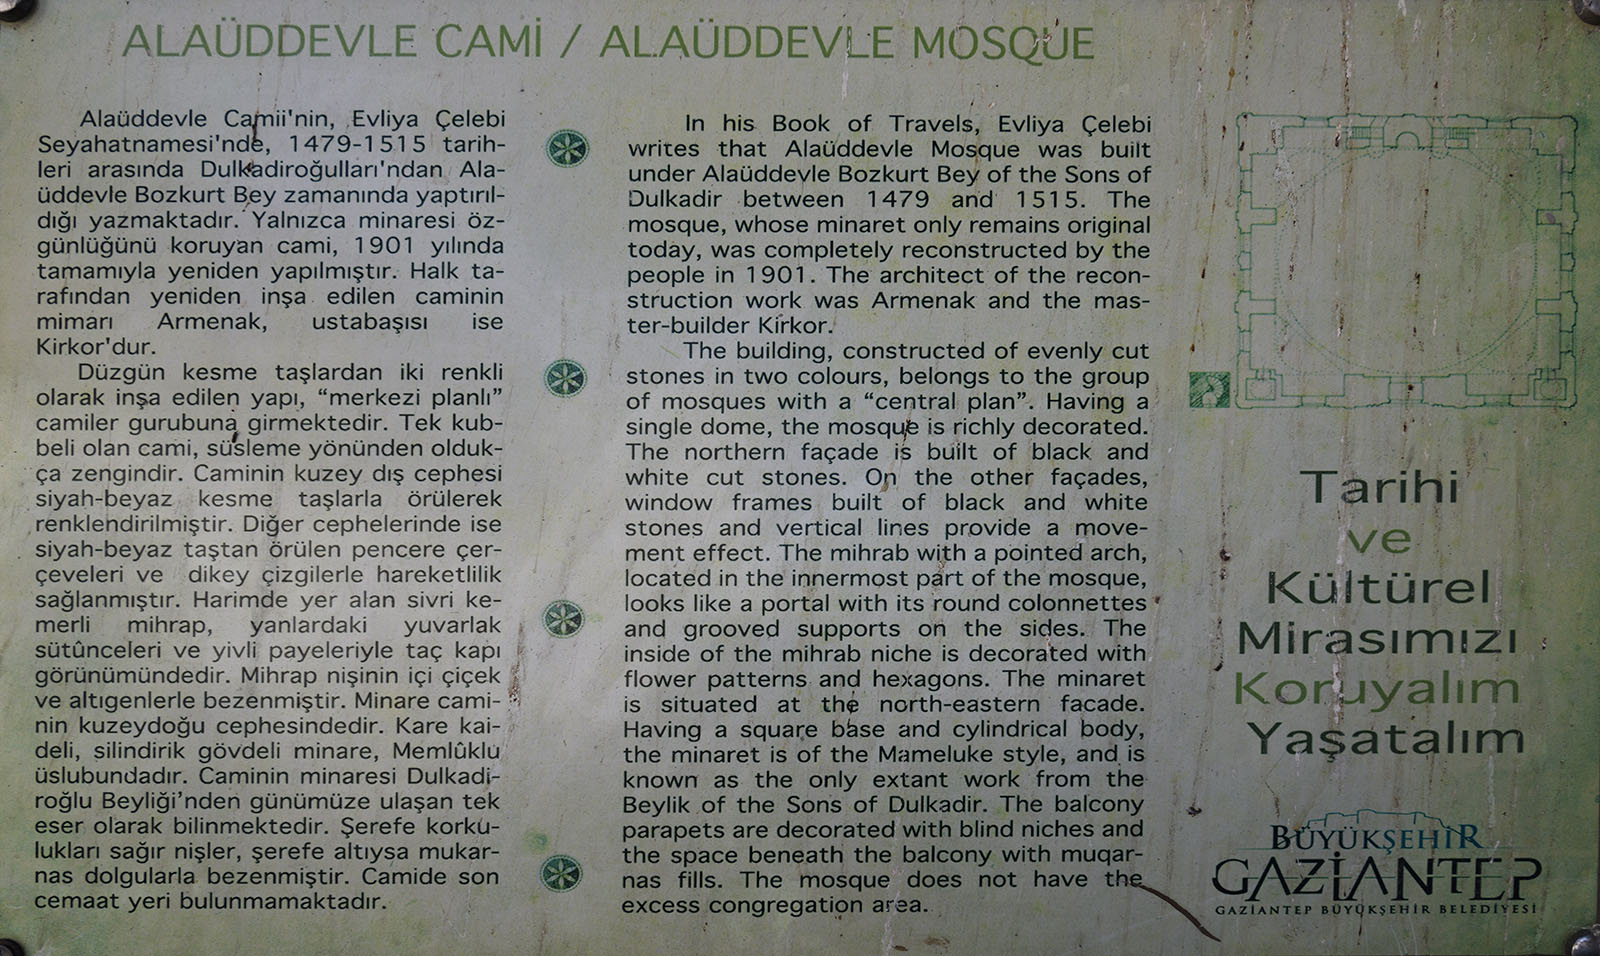 ALAÜDDEVLE CAMİ / ALAÜDDEVLE MOSQUE
Alaüddevle Camii'nin, Evliya Çelebi
Seyahatnamesi'nde, 1479-1515 tarih-
leri arasında Dulkadiroğulları'ndan Ala-
üddevle Bozkurt Bey zamanında yaptırıl-
dığı yazmaktadır. Yalnızca minaresi öz-
günlüğünü koruyan cami, 1901 yılında
tamamıyla yeniden yapılmıştır. Halk ta-
rafından yeniden inşa edilen caminin
mimarı Armenak, ustabaşısı ise
Kirkor'dur.
Düzgün kesme taşlardan iki renkli
olarak inşa edilen yapı, “merkezi planlı”
camiler gurubuna girmektedir. Tek kub-
beli olan cami, süsleme yönünden olduk-
ça zengindir. Caminin kuzey dış cephesi
siyah-beyaz kesme taşlarla örülerek
renklendirilmiştir. Diğer cephelerinde ise
siyah-beyaz taştan örülen pencere çer-
çeveleri ve dikey çizgilerle hareketlilik
sağlanmıştır. Harimde yer alan sivri ke-
merli mihrap, yanlardaki yuvarlak
sütûnceleri ve yivli payeleriyle taç kapı
görünümündedir. Mihrap nişinin içi çiçek
ve altıgenlerle bezenmiştir. Minare cami-
nin kuzeydoğu cephesindedir. Kare kai-
deli, silindirik gövdeli minare, Memlûklu
üslubundadır. Caminin minaresi Dulkadi-
roğlu Beyliği’nden günümüze ulaşan tek
eser olarak bilinmektedir. Şerefe korku-
lukları sağır nişler, şerefe altıysa mukar-
nas dolgularla bezenmiştir. Camide son
cemaat yeri bulunmamaktadır.
In his Book of Travels, Evliya Çelebi
writes that Alaüddevle Mosque was built
under Alaüddevle Bozkurt Bey of the Sons of
Dulkadir between 1479 and 1515. The
mosque, whose minaret only remains original
today, was completely reconstructed by the
people in 1901. The architect of the recon-
struction work was Armenak and the mas-
ter-builder Kirkor.
The building, constructed of evenly cut
stones in two colours, belongs to the group
of mosques with a “central plan”. Having a
single dome, the mosque is richly decorated.
The northern façade is built of black and
white cut stones. On the other façades,
window frames built of black and white
stones and vertical lines provide a move-
ment effect. The mihrab with a pointed arch,
located in the innermost part of the mosque,
looks like a portal with its round colonnettes
and grooved supports on the sides. The
inside of the mihrab niche is decorated with
flower patterns and hexagons. The minaret
is situated at the north-eastern facade.
Having a square base and cylindrical body,
the minaret is of the Mameluke style, and is
known as the only extant work from the
Beylik of the Sons of Dulkadir. The balcony
parapets are decorated with blind niches and
the space beneath the balcony with muqar-
nas fills. The mosque does not have the
excess congregation area.
Tarihi
ve
Kültürel
Mirasımızı
Koruyalım
Yaşatalım
BÜYÜKŞEHİR
GAZİANTEP
GAZİANTEP BÜYÜKŞEHİR BELEDİYESİ